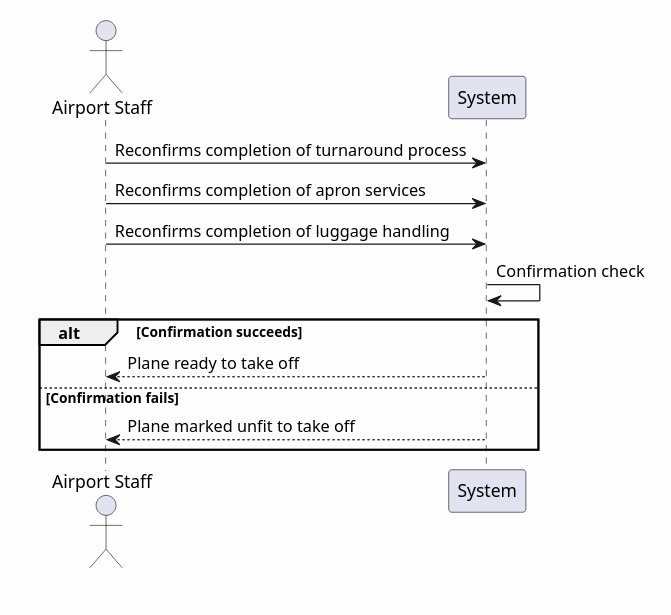 Airport Staff
System
Reconfirms completion of turnaround process
Reconfirms completion of apron services
Reconfirms completion of luggage handling
Confirmation check
alt [Confirmation succeeds]
Plane ready to take off
[Confirmation fails]
Plane marked unfit to take off
Airport Staff
System